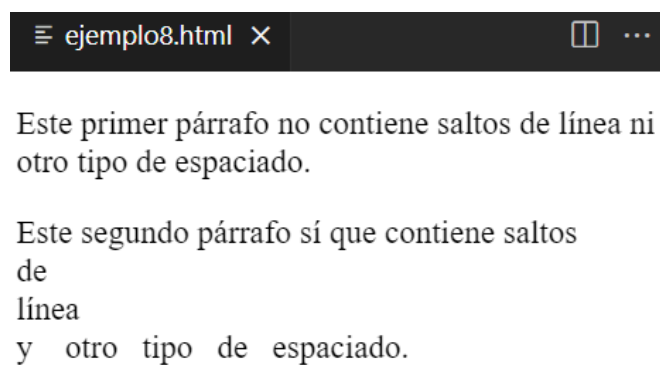 ejemplo8.html
Este primer párrafo no contiene saltos de línea ni
otro tipo de espaciado.
Este segundo párrafo sí que contiene saltos
de
línea
y   otro   tipo   de   espaciado.